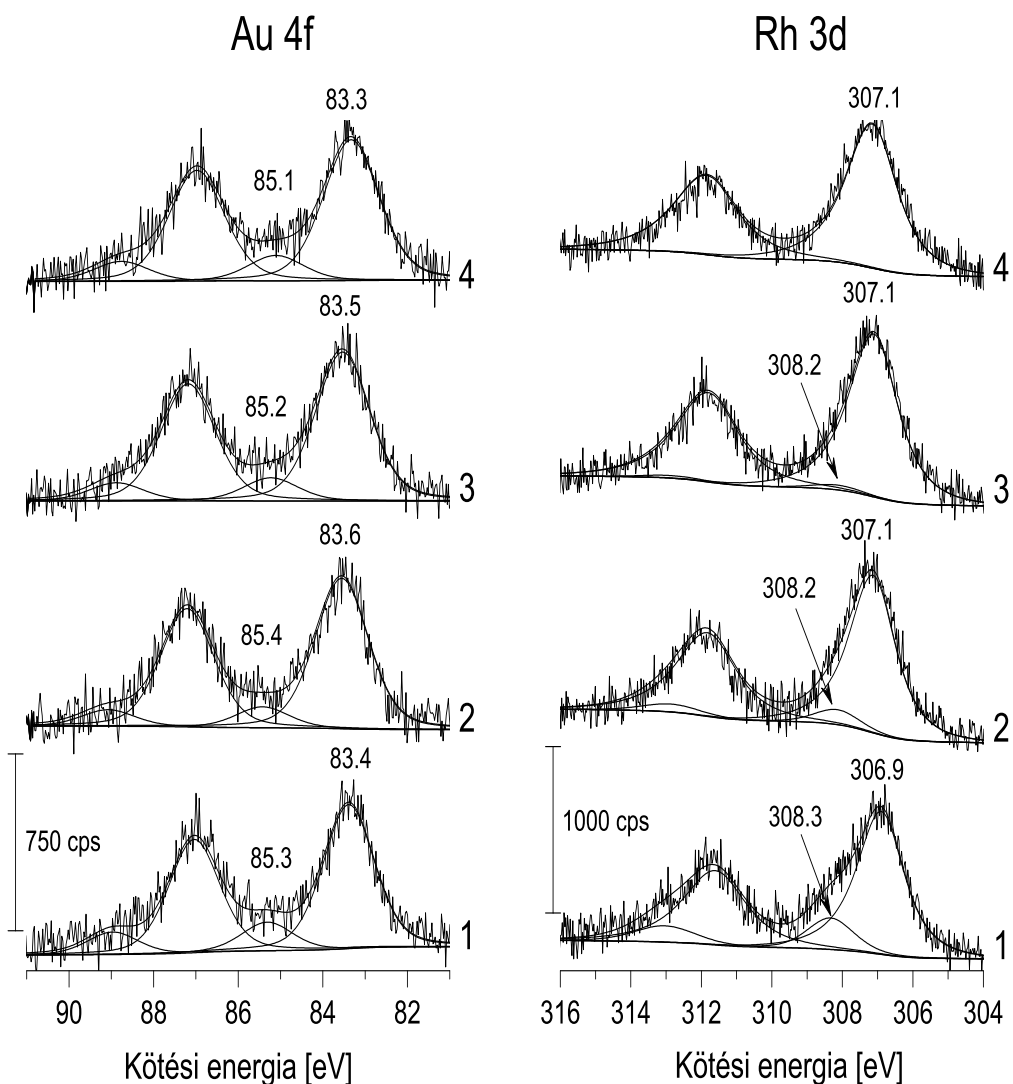 Au 4f
83.3
85.1
4
83.5
85.2
3
83.6
85.4
2
83.4
750 cps
85.3
1
90 88 86 84 82
Kötési energia [eV]
Rh 3d
307.1
4
307.1
308.2
3
307.1
308.2
2
306.9
1000 cps
308.3
1
316 314 312 310 308 306 304
Kötési energia [eV]